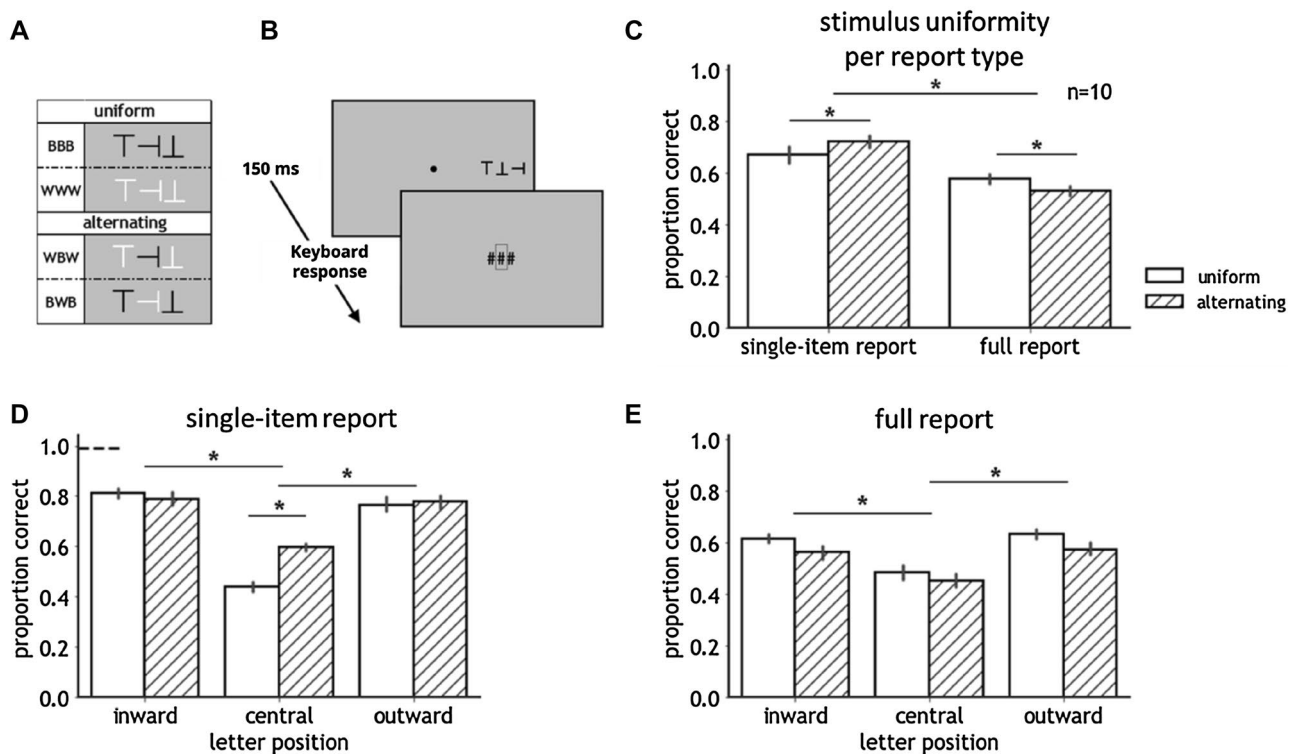 A
uniform
BBB
WWW
alternating
WBW
BWB
B
150 ms
Keyboard
response
###
C
stimulus uniformity
per report type
1.0
0.8
0.6
0.4
0.2
0.0
proportion correct
*
*
*
n=10
single-item report
full report
uniform
alternating
D
single-item report
1.0
0.8
0.6
0.4
0.2
0.0
proportion correct
*
*
*
inward
central
outward
letter position
E
full report
1.0
0.8
0.6
0.4
0.2
0.0
proportion correct
*
*
inward
central
outward
letter position